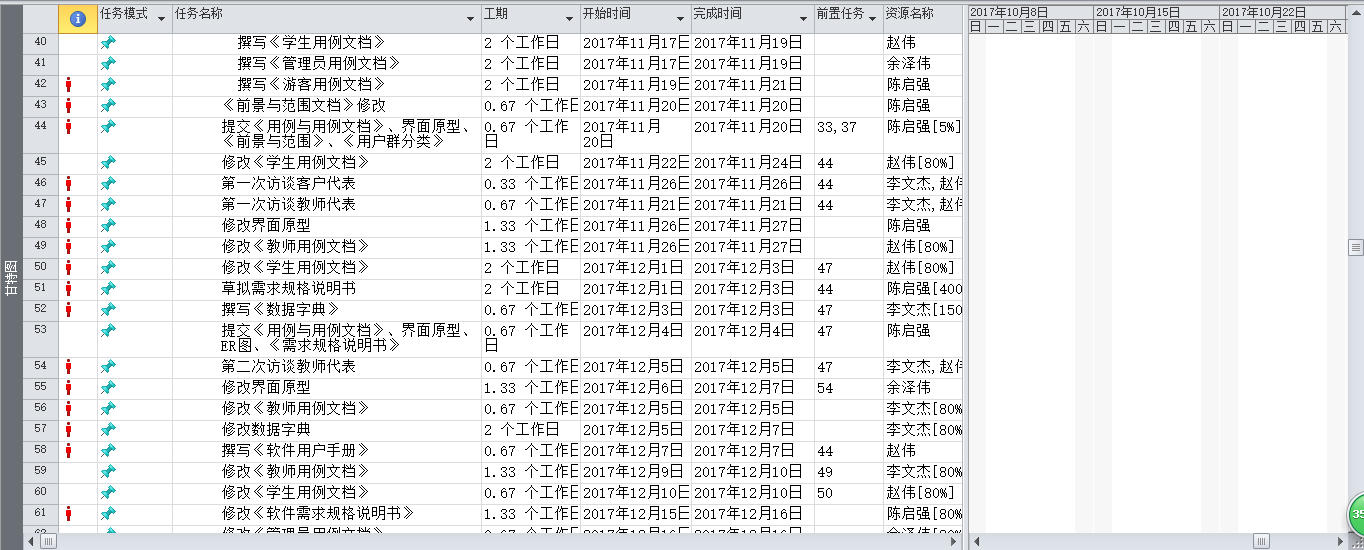 任务模式 任务名称 工期 开始时间 完成时间 前置任务 资源名称 2017年10月8日 2017年10月15日 2017年10月22日
日 一 二 三 四 五 六 日 一 二 三 四 五 六 日 一 二 三 四 五 六
40 撰写《学生用例文档》 2 个工作日 2017年11月17日 2017年11月19日 赵伟
41 撰写《管理员用例文档》 2 个工作日 2017年11月17日 2017年11月19日 余泽伟
42 撰写《游客用例文档》 2 个工作日 2017年11月19日 2017年11月21日 陈启强
43 《前景与范围文档》修改 0.67 个工作日 2017年11月20日 2017年11月20日 陈启强
44 提交《用例与用例文档》、界面原型、 0.67 个工作 2017年11月 2017年11月20日 33,37 陈启强[5%]
《前景与范围》、《用户群分类》 日 20日
45 修改《学生用例文档》 2 个工作日 2017年11月22日 2017年11月24日 44 赵伟[80%]
46 第一次访谈客户代表 0.33 个工作日 2017年11月26日 2017年11月26日 44 李文杰,赵伟
47 第一次访谈教师代表 0.67 个工作日 2017年11月21日 2017年11月21日 44 李文杰,赵伟
48 修改界面原型 1.33 个工作日 2017年11月26日 2017年11月27日 陈启强
49 修改《教师用例文档》 1.33 个工作日 2017年11月26日 2017年11月27日 赵伟[80%]
50 修改《学生用例文档》 2 个工作日 2017年12月1日 2017年12月3日 47 赵伟[80%]
51 草拟需求规格说明书 2 个工作日 2017年12月1日 2017年12月3日 44 陈启强[400
52 撰写《数据字典》 0.67 个工作日 2017年12月3日 2017年12月3日 47 李文杰[150
53 提交《用例与用例文档》、界面原型、 0.67 个工作 2017年12月4日 2017年12月4日 47 陈启强
ER图、《需求规格说明书》 日
54 第二次访谈教师代表 0.67 个工作日 2017年12月5日 2017年12月5日 47 李文杰,赵伟
55 修改界面原型 1.33 个工作日 2017年12月6日 2017年12月7日 54 余泽伟
56 修改《教师用例文档》 0.67 个工作日 2017年12月5日 2017年12月5日 李文杰[80%
57 修改数据字典 2 个工作日 2017年12月5日 2017年12月7日 李文杰[80%
58 撰写《软件用户手册》 0.67 个工作日 2017年12月7日 2017年12月7日 44 赵伟
59 修改《教师用例文档》 1.33 个工作日 2017年12月9日 2017年12月10日 49 李文杰[80%
60 修改《学生用例文档》 0.67 个工作日 2017年12月10日 2017年12月10日 50 赵伟[80%]
61 修改《软件需求规格说明书》 1.33 个工作日 2017年12月15日 2017年12月16日 陈启强[80%
甘特图
35